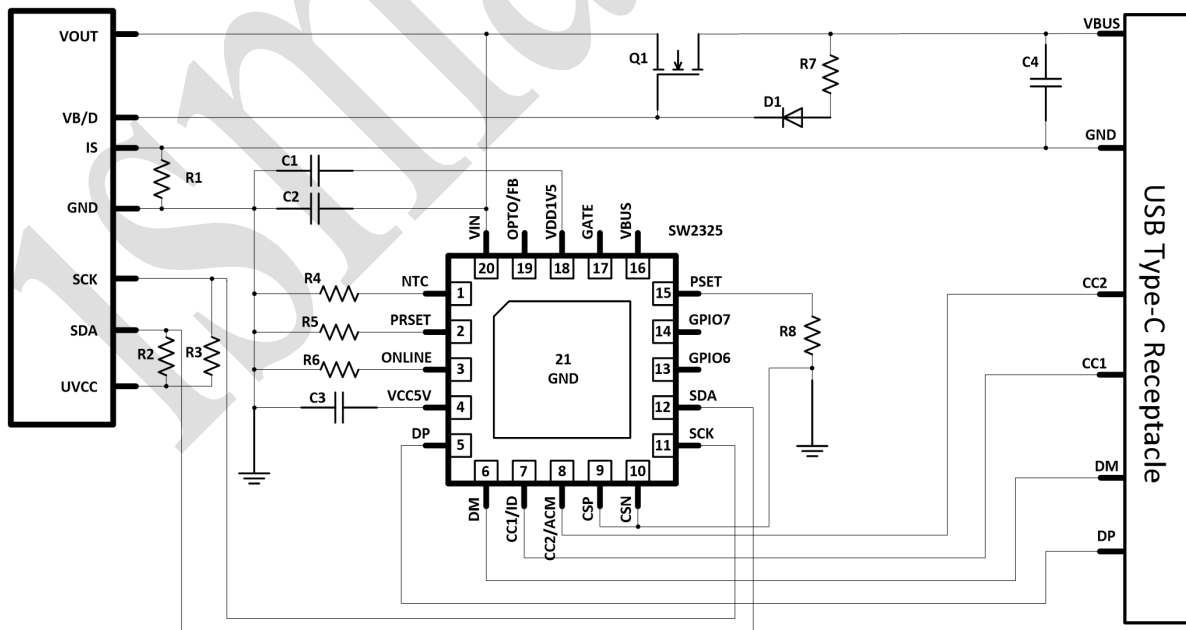 VOUT
VB/D
IS
GND
SCK
SDA
UVCC
R1
R2
R3
C1
C2
R4
R5
R6
C3
Q1
D1
R7
C4
VBUS
GND
CC2
CC1
DM
DP
USB Type-C Receptacle
SW2325
VIN
OPTO/FB
VDD1V5
GATE
VBUS
20
19
18
17
16
NTC
1
PRSET
2
ONLINE
3
VCC5V
4
DP
5
21
GND
15
PSET
14
GPIO7
13
GPIO6
12
SDA
11
SCK
R8
6
7
8
9
10
DM
CC1/ID
CC2/ACM
CSP
CSN